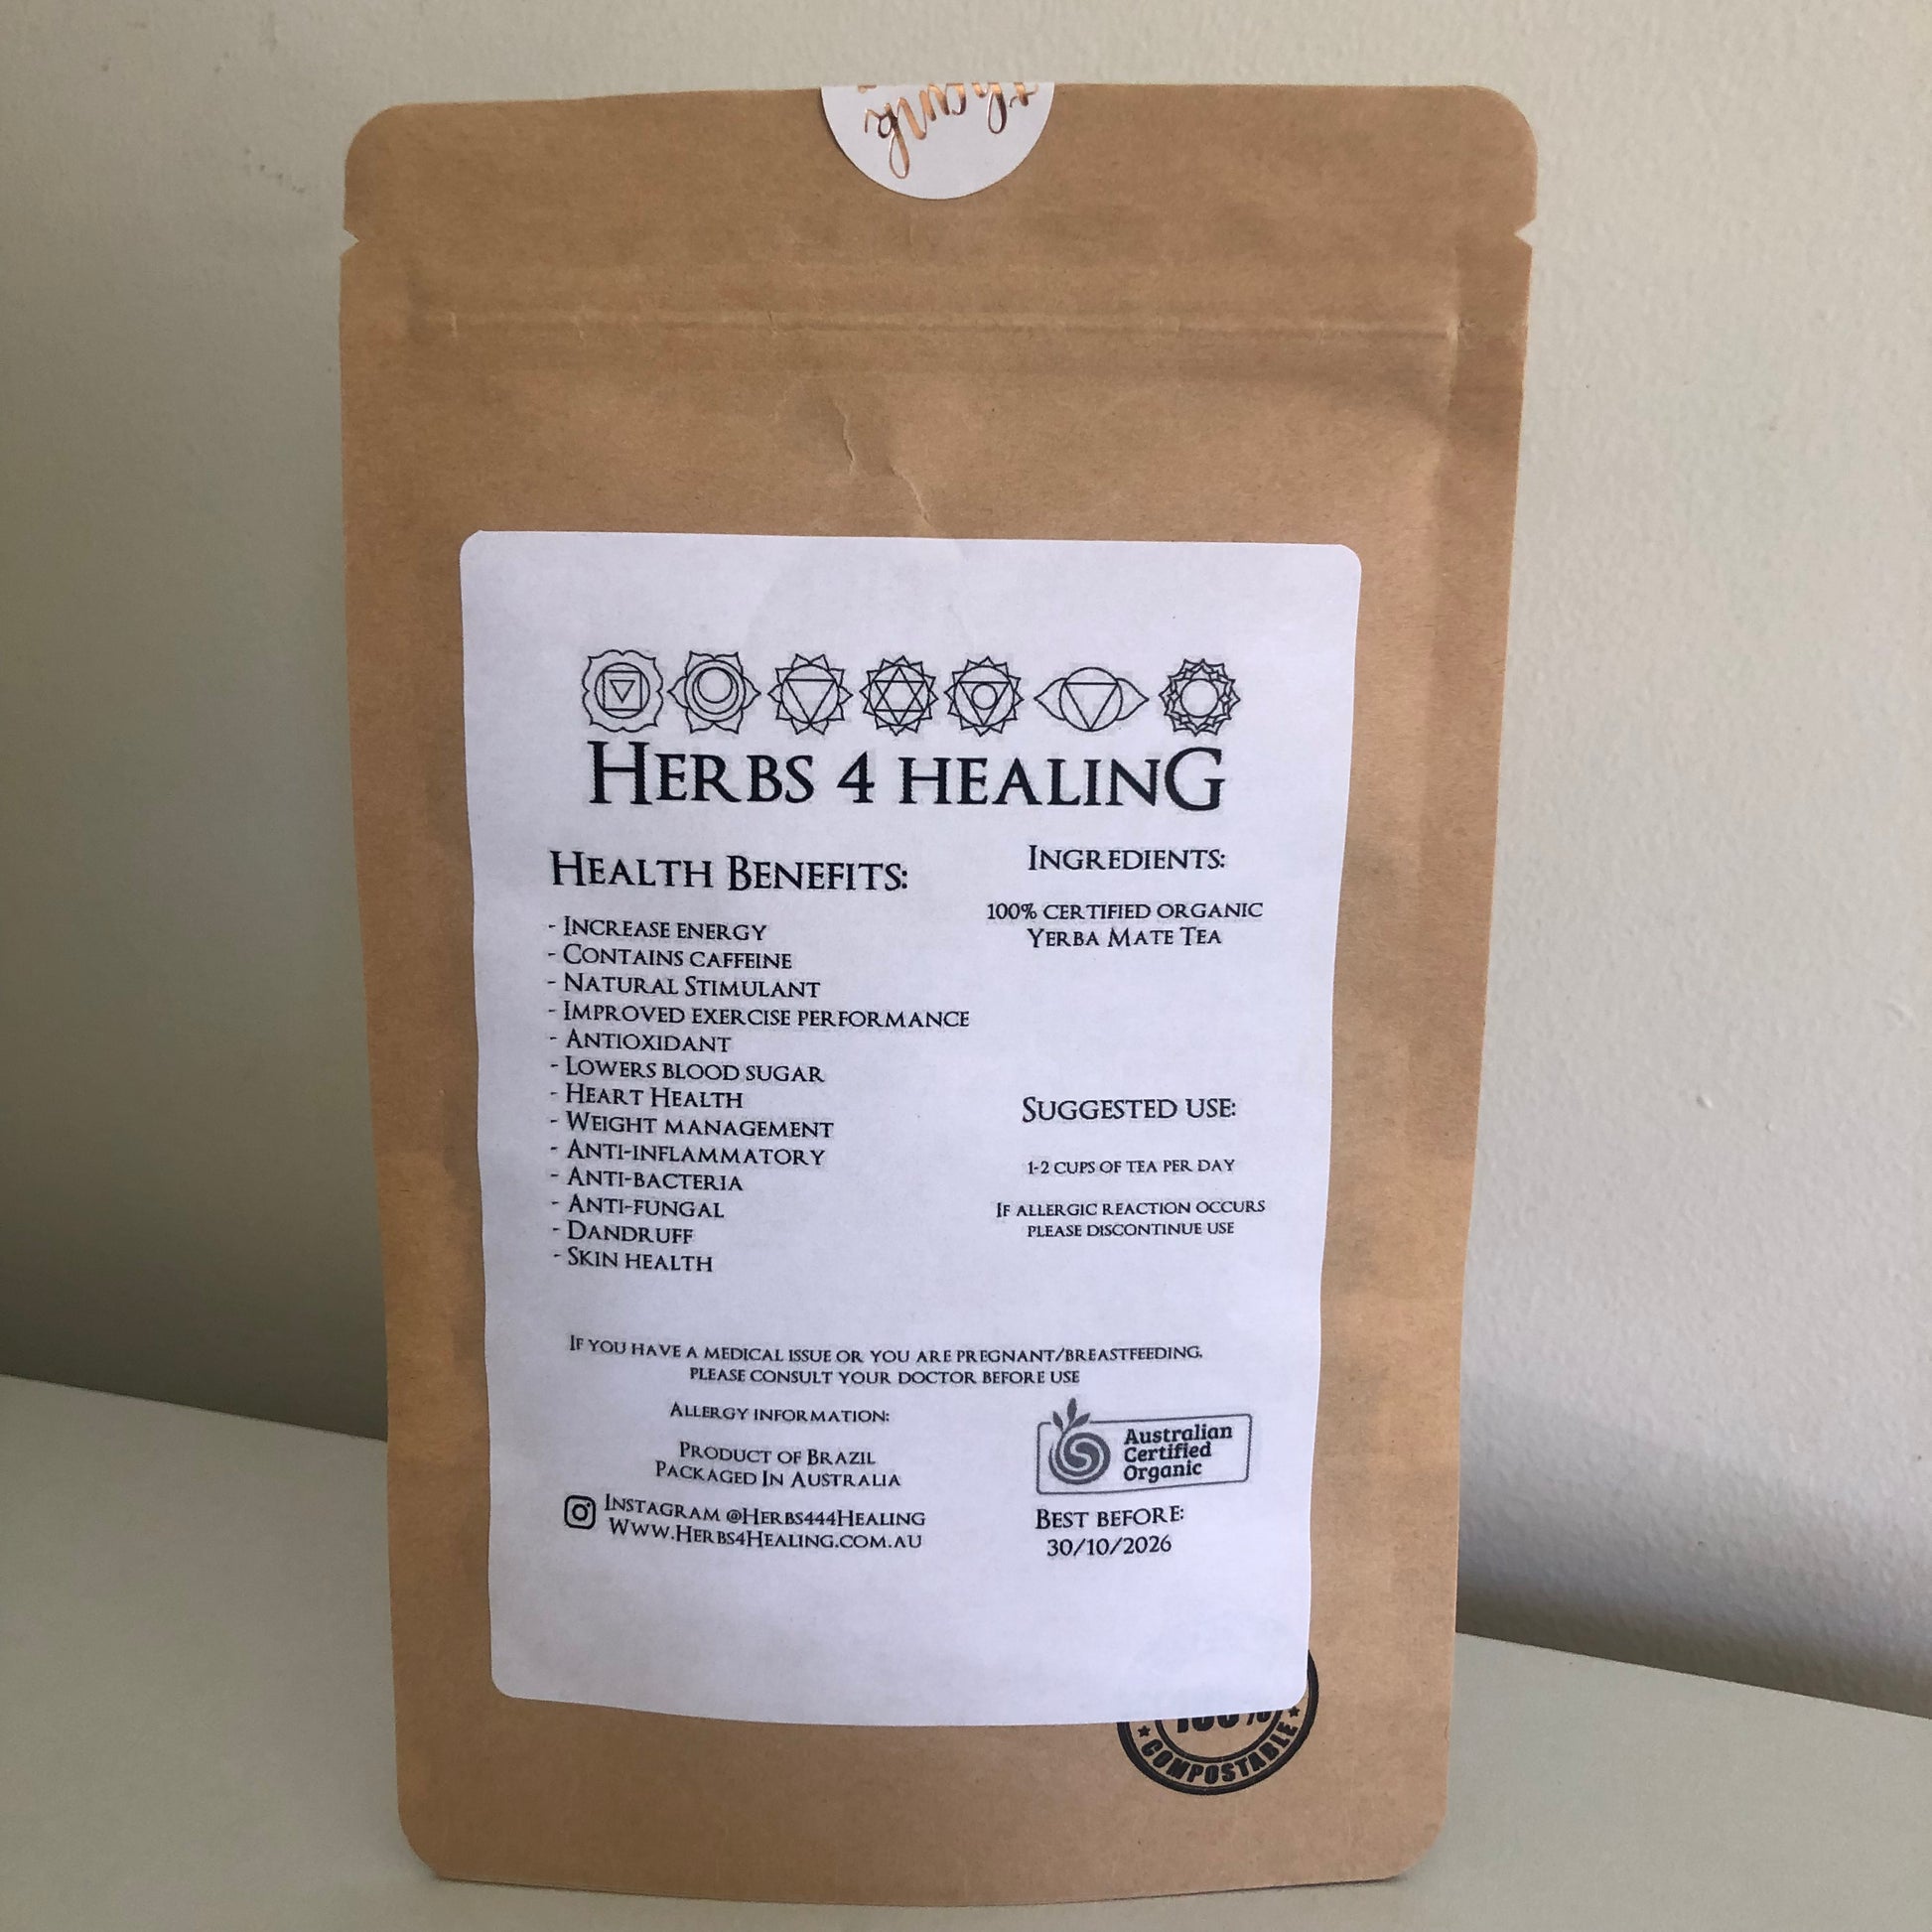 thank
HERBS 4 HEALING
HEALTH BENEFITS:
- INCREASE ENERGY
- CONTAINS CAFFEINE
- NATURAL STIMULANT
- IMPROVED EXERCISE PERFORMANCE
- ANTIOXIDANT
- LOWERS BLOOD SUGAR
- HEART HEALTH
- WEIGHT MANAGEMENT
- ANTI-INFLAMMATORY
- ANTI-BACTERIA
- ANTI-FUNGAL
- DANDRUFF
- SKIN HEALTH
INGREDIENTS:
100% CERTIFIED ORGANIC
YERBA MATE TEA
SUGGESTED USE:
1-2 CUPS OF TEA PER DAY
IF ALLERGIC REACTION OCCURS
PLEASE DISCONTINUE USE
IF YOU HAVE A MEDICAL ISSUE OR YOU ARE PREGNANT/BREASTFEEDING,
PLEASE CONSULT YOUR DOCTOR BEFORE USE
ALLERGY INFORMATION:
PRODUCT OF BRAZIL
PACKAGED IN AUSTRALIA
INSTAGRAM @HERBS444HEALING
WWW.HERBS4HEALING.COM.AU
Australian
Certified
Organic
BEST BEFORE:
30/10/2026
100%
COMPOSTABLE